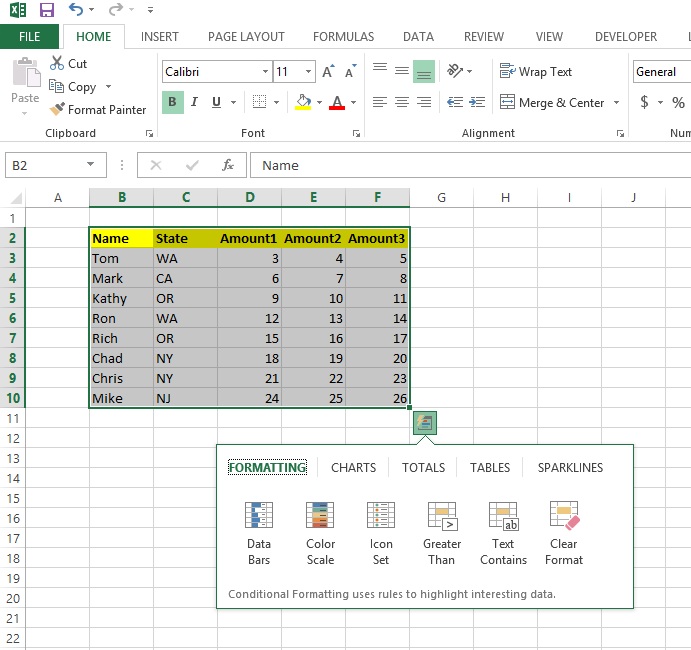 FILE HOME INSERT PAGE LAYOUT FORMULAS DATA REVIEW VIEW DEVELOPER
Paste
Cut
Copy
Format Painter
Clipboard
Calibri 11 A A
B I U A
Font
Wrap Text
Merge & Center
Alignment
General
$ %
B2 fx Name
A B C D E F G H I J
1
2 Name State Amount1 Amount2 Amount3
3 Tom WA 3 4 5
4 Mark CA 6 7 8
5 Kathy OR 9 10 11
6 Ron WA 12 13 14
7 Rich OR 15 16 17
8 Chad NY 18 19 20
9 Chris NY 21 22 23
10 Mike NJ 24 25 26
11
12
13
14
15
16
17
18
19
20
21
22
FORMATTING CHARTS TOTALS TABLES SPARKLINES
Data Bars
Color Scale
Icon Set
Greater Than
ab
Text Contains
Clear Format
Conditional Formatting uses rules to highlight interesting data.